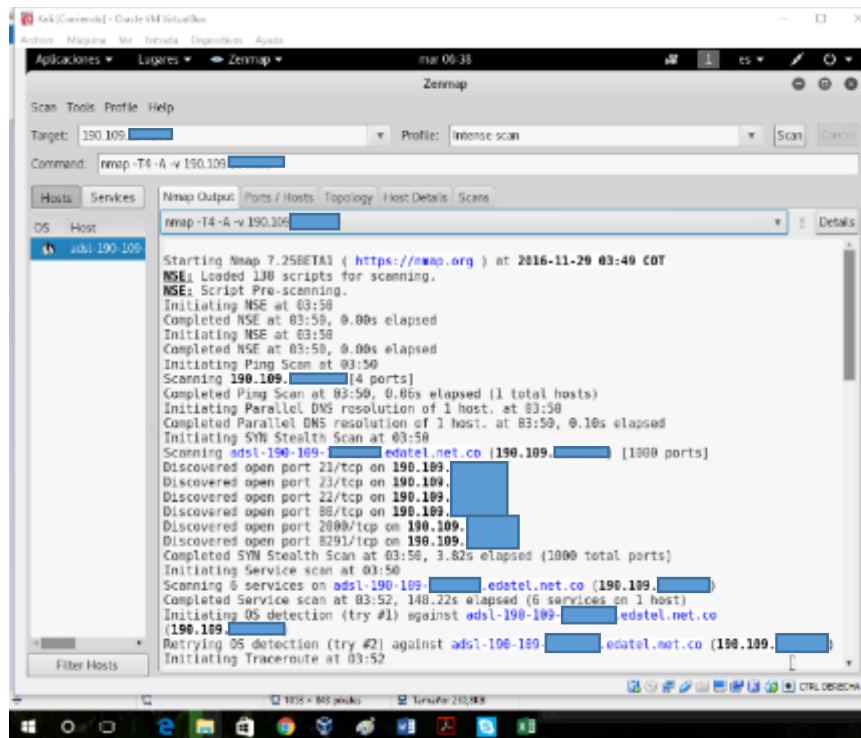 Kali [Corriendo] - Oracle VM VirtualBox
Archivo Máquina Ver Entrada Dispositivos Ayuda
Aplicaciones Lugares Zenmap mar 06:38 1 es
Zenmap
Scan Tools Profile Help
Target: 190.109. Profile: Intense scan Scan Cancel
Command: nmap -T4 -A -v 190.109
Hosts Services Nmap Output Ports / Hosts Topology Host Details Scans
OS Host nmap -T4 -A -v 190.109 Details
adsl-190-109-
Starting Nmap 7.25BETA1 ( https://nmap.org ) at 2016-11-29 03:49 COT
NSE: Loaded 138 scripts for scanning.
NSE: Script Pre-scanning.
Initiating NSE at 03:50
Completed NSE at 03:50, 0.00s elapsed
Initiating NSE at 03:50
Completed NSE at 03:50, 0.00s elapsed
Initiating Ping Scan at 03:50
Scanning 190.109. [4 ports]
Completed Ping Scan at 03:50, 0.06s elapsed (1 total hosts)
Initiating Parallel DNS resolution of 1 host. at 03:50
Completed Parallel DNS resolution of 1 host. at 03:50, 0.10s elapsed
Initiating SYN Stealth Scan at 03:50
Scanning adsl-190-109- edatel.net.co (190.109. ) [1000 ports]
Discovered open port 21/tcp on 190.109.
Discovered open port 23/tcp on 190.109.
Discovered open port 22/tcp on 190.109.
Discovered open port 80/tcp on 190.109.
Discovered open port 2000/tcp on 190.109.
Discovered open port 8291/tcp on 190.109.
Completed SYN Stealth Scan at 03:50, 3.82s elapsed (1000 total ports)
Initiating Service scan at 03:50
Scanning 6 services on adsl-190-109- .edatel.net.co (190.109. )
Completed Service scan at 03:52, 148.22s elapsed (6 services on 1 host)
Initiating OS detection (try #1) against adsl-190-109- .edatel.net.co
(190.109. )
Retrying OS detection (try #2) against adsl-190-109- .edatel.net.co (190.109. )
Initiating Traceroute at 03:52
Filter Hosts
CTRL DERECHA